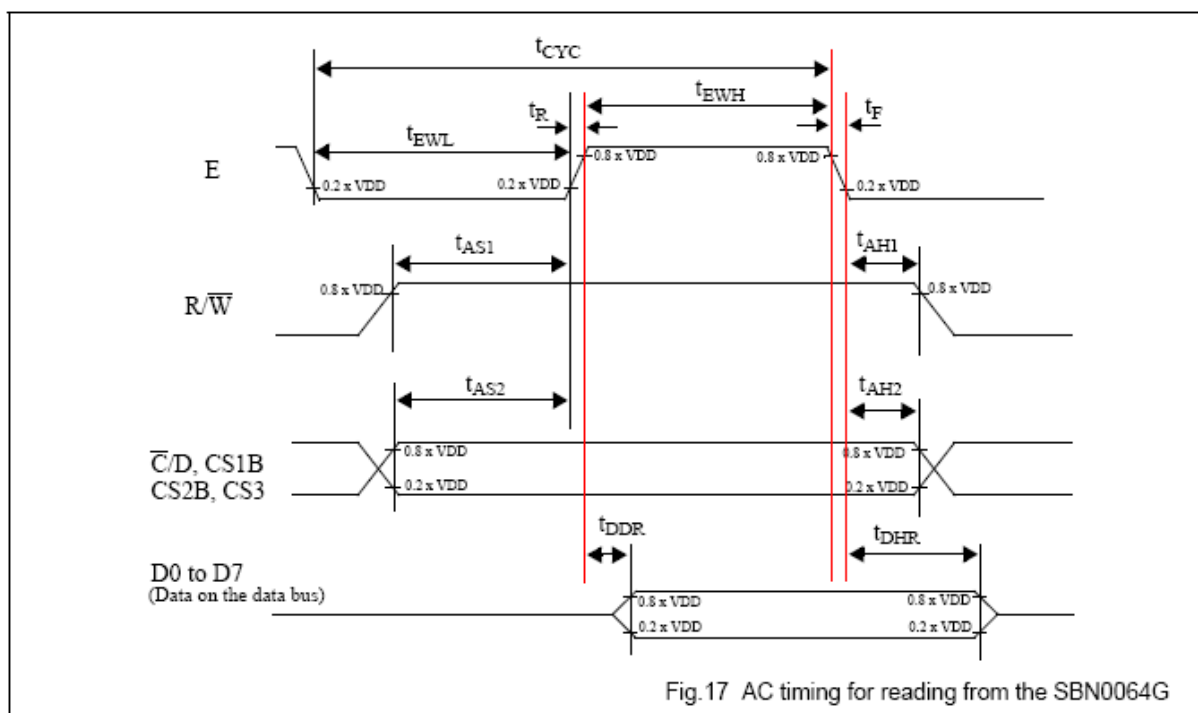 tCYC
tEWH
tR
tF
tEWL
E
0.8 x VDD
0.8 x VDD
0.2 x VDD
0.2 x VDD
0.2 x VDD
tAS1
tAH1
R/W̅
0.8 x VDD
0.8 x VDD
tAS2
tAH2
C̅/D, CS1B
CS2B, CS3
0.8 x VDD
0.8 x VDD
0.2 x VDD
0.2 x VDD
tDDR
tDHR
D0 to D7
(Data on the data bus)
0.8 x VDD
0.8 x VDD
0.2 x VDD
0.2 x VDD
Fig.17 AC timing for reading from the SBN0064G